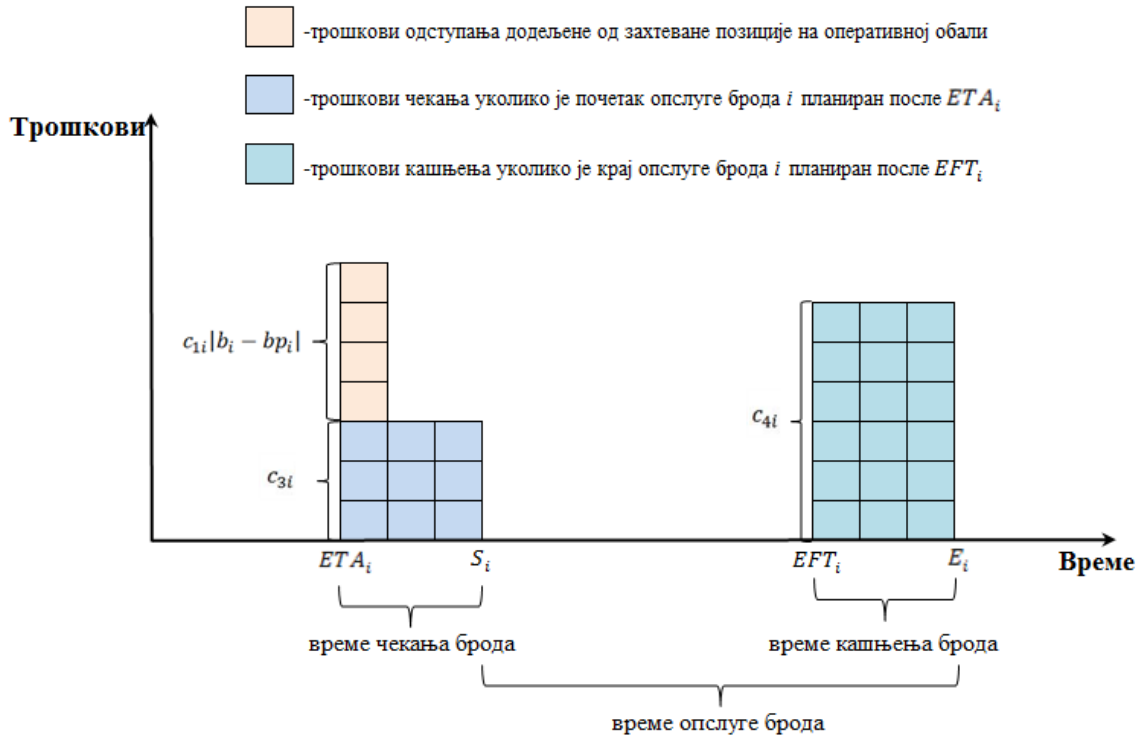 -трошкови одступања додељене од захтеване позиције на оперативној обали
-трошкови чекања уколико је почетак опслуге брода i планиран после ETA_i
Трошкови
-трошкови кашњења уколико је крај опслуге брода i планиран после EFT_i
c_{1i}|b_i − bp_i|
c_{4i}
c_{3i}
ETA_i
S_i
EFT_i
E_i
Време
време чекања брода
време кашњења брода
време опслуге брода